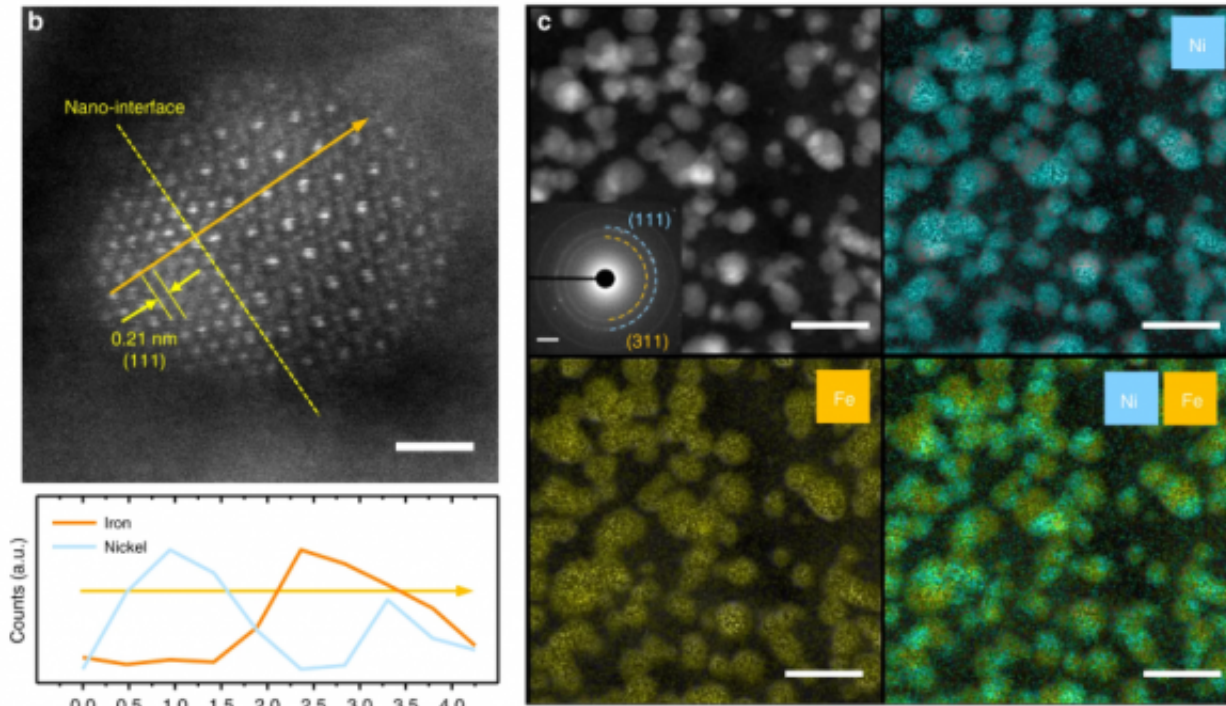 b
Nano-interface
0.21 nm
(111)
Iron
Nickel
Counts (a.u.)
0.0 0.5 1.0 1.5 2.0 2.5 3.0 3.5 4.0
c
Ni
(111)
(311)
Fe
Ni Fe